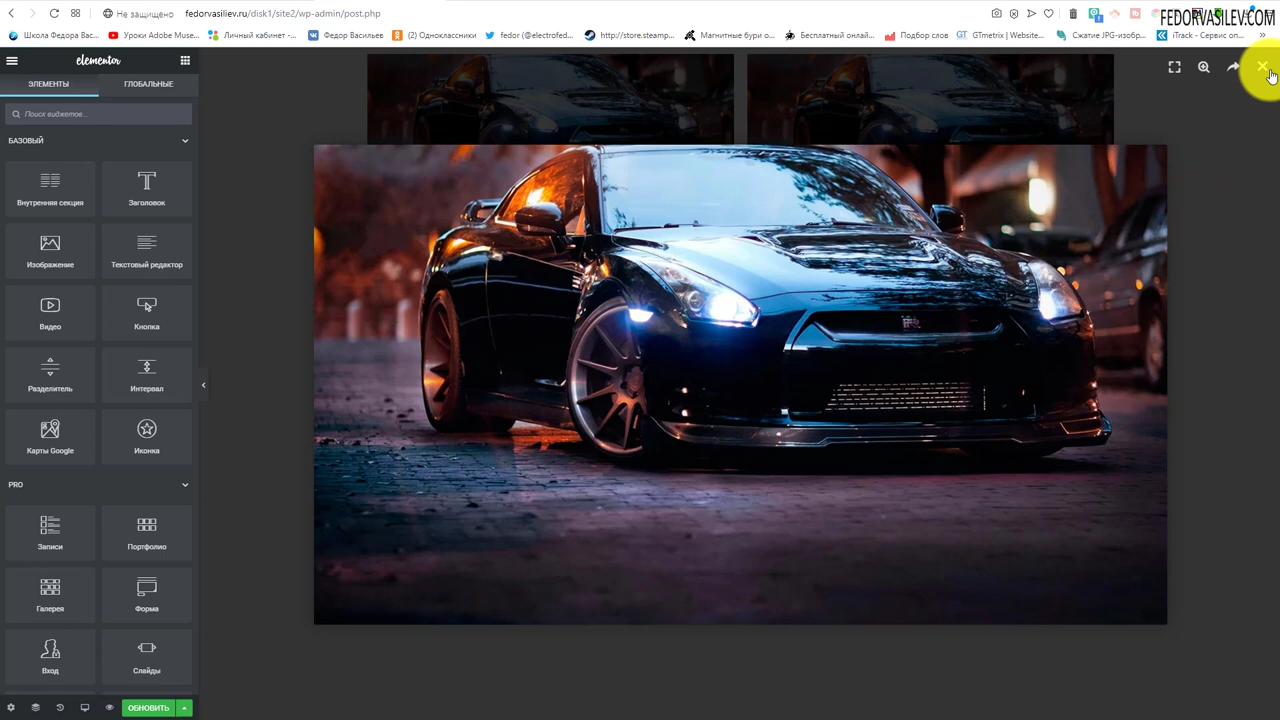 Не защищено
fedorvasiliev.ru/disk1/site2/wp-admin/post.php
FEDORVASILEV.COM
Школа Федора Вас...
Уроки Adobe Muse...
Личный кабинет -...
Федор Васильев
(2) Одноклассники
fedor (@electrofed...
http://store.steamp...
Магнитные бури о...
Бесплатный онлай...
Подбор слов
GTmetrix | Website...
Сжатие JPG-изобр...
iTrack - Сервис оп...
elementor
ЭЛЕМЕНТЫ
ГЛОБАЛЬНЫЕ
Поиск виджетов...
БАЗОВЫЙ
Внутренняя секция
Заголовок
Изображение
Текстовый редактор
Видео
Кнопка
Разделитель
Интервал
Карты Google
Иконка
PRO
Записи
Портфолио
Галерея
Форма
Вход
Слайды
ОБНОВИТЬ